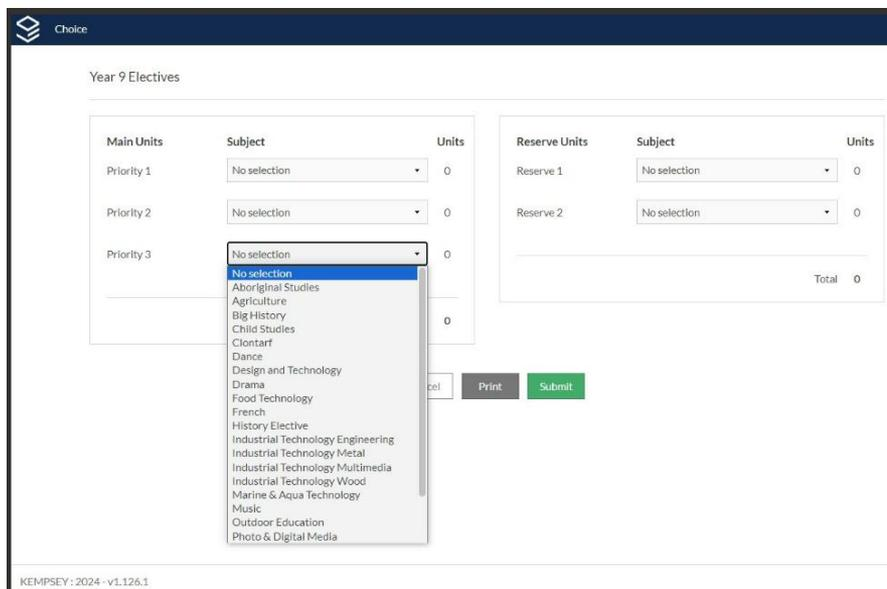 Choice
Year 9 Electives
Main Units Subject Units
Priority 1 No selection 0
Priority 2 No selection 0
Priority 3 No selection 0
No selection
Aboriginal Studies
Agriculture
Big History
Child Studies
Clontarf
Dance
Design and Technology
Drama
Food Technology
French
History Elective
Industrial Technology Engineering
Industrial Technology Metal
Industrial Technology Multimedia
Industrial Technology Wood
Marine & Aqua Technology
Music
Outdoor Education
Photo & Digital Media
0
Reserve Units Subject Units
Reserve 1 No selection 0
Reserve 2 No selection 0
Total 0
cel Print Submit
KEMPSEY : 2024 - v1.126.1